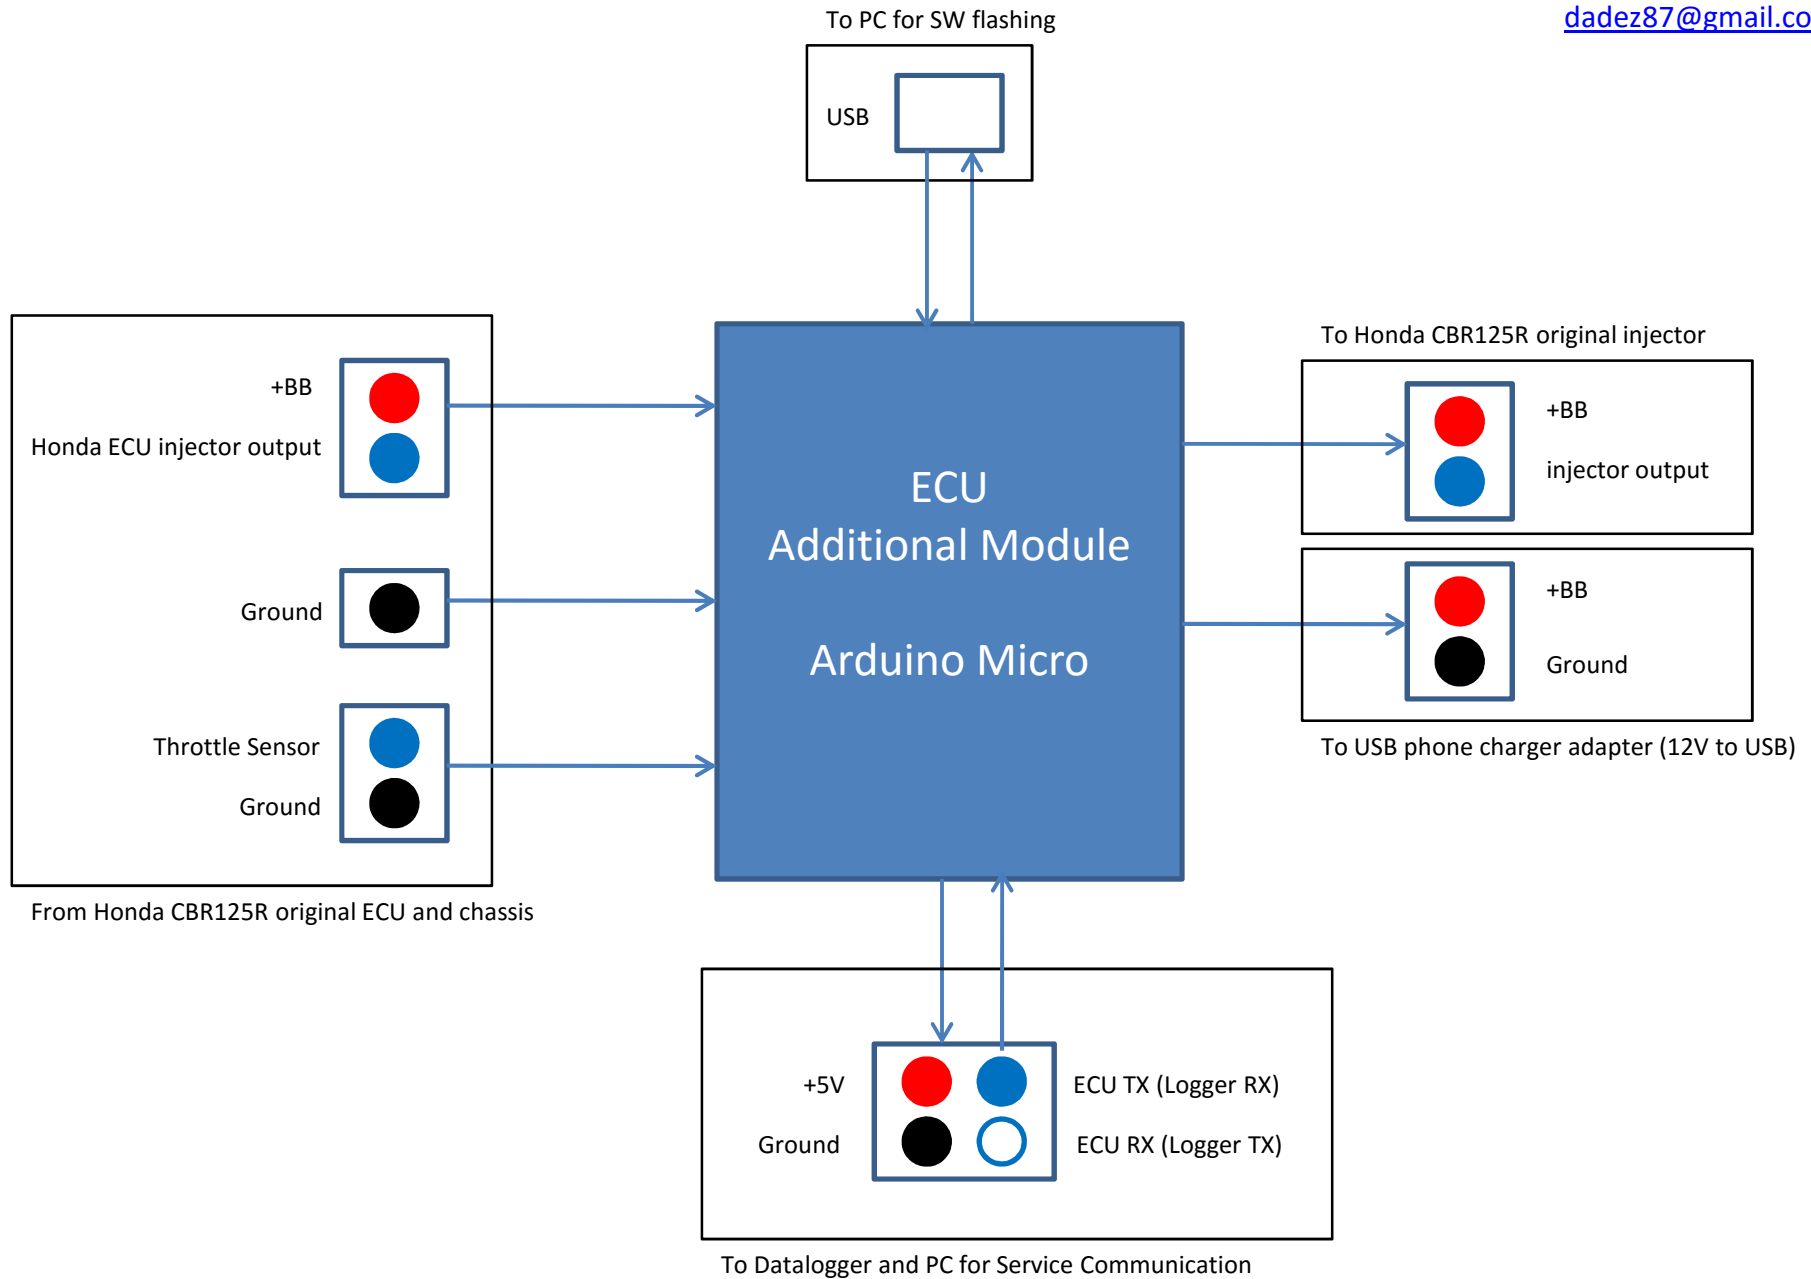 To PC for SW flashing
dadez87@gmail.co
USB
+BB
Honda ECU injector output
Ground
Throttle Sensor
Ground
From Honda CBR125R original ECU and chassis
ECU
Additional Module
Arduino Micro
To Honda CBR125R original injector
+BB
injector output
+BB
Ground
To USB phone charger adapter (12V to USB)
+5V
ECU TX (Logger RX)
Ground
ECU RX (Logger TX)
To Datalogger and PC for Service Communication